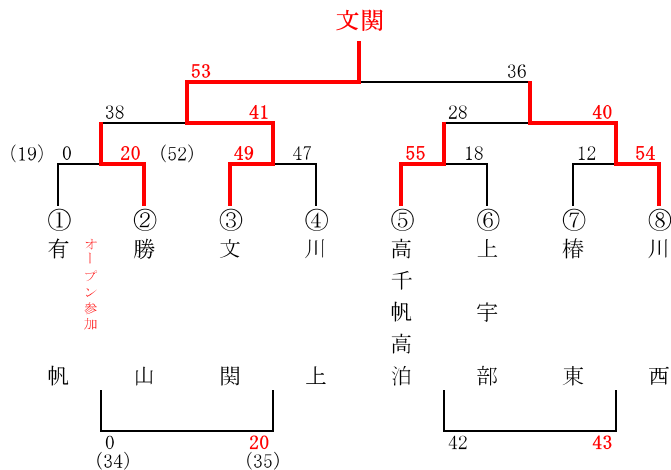 文関
53 36
38 41 28 40
(19) 0 20 (52) 49 47 55 18 12 54
① ② ③ ④ ⑤ ⑥ ⑦ ⑧
有帆
オープン参加
勝山
文関
川上
高千帆高泊
上宇部
椿東
川西
0 20 42 43
(34) (35)